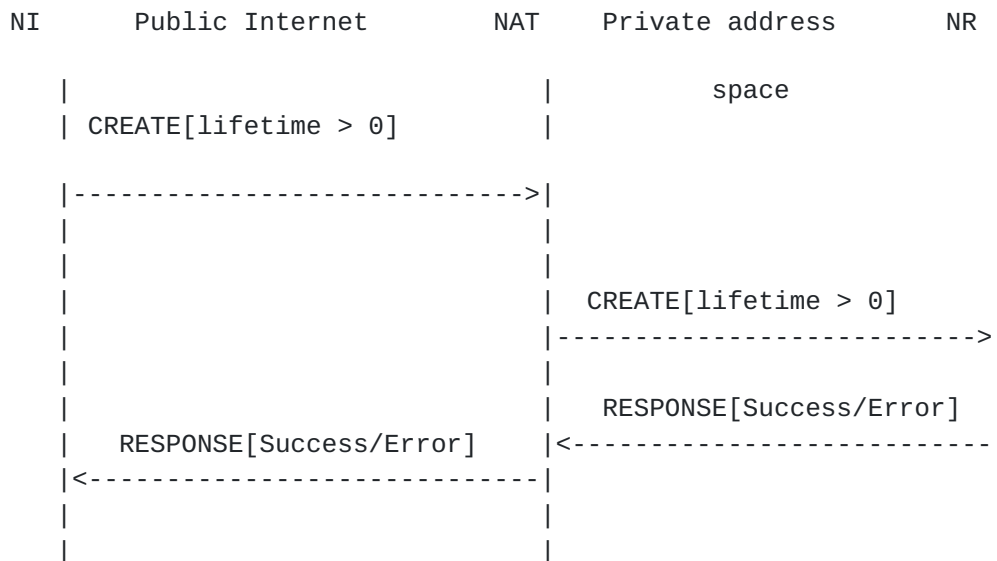 NI      Public Internet        NAT    Private address       NR
   |                              |          space
   | CREATE[lifetime > 0]         |
   |----------------------------->|
   |                              |
   |                              |
   |                              |  CREATE[lifetime > 0]
   |                              |--------------------------->
   |                              |
   |                              |   RESPONSE[Success/Error]
   |   RESPONSE[Success/Error]    |<---------------------------
   |<-----------------------------|
   |                              |
   |                              |